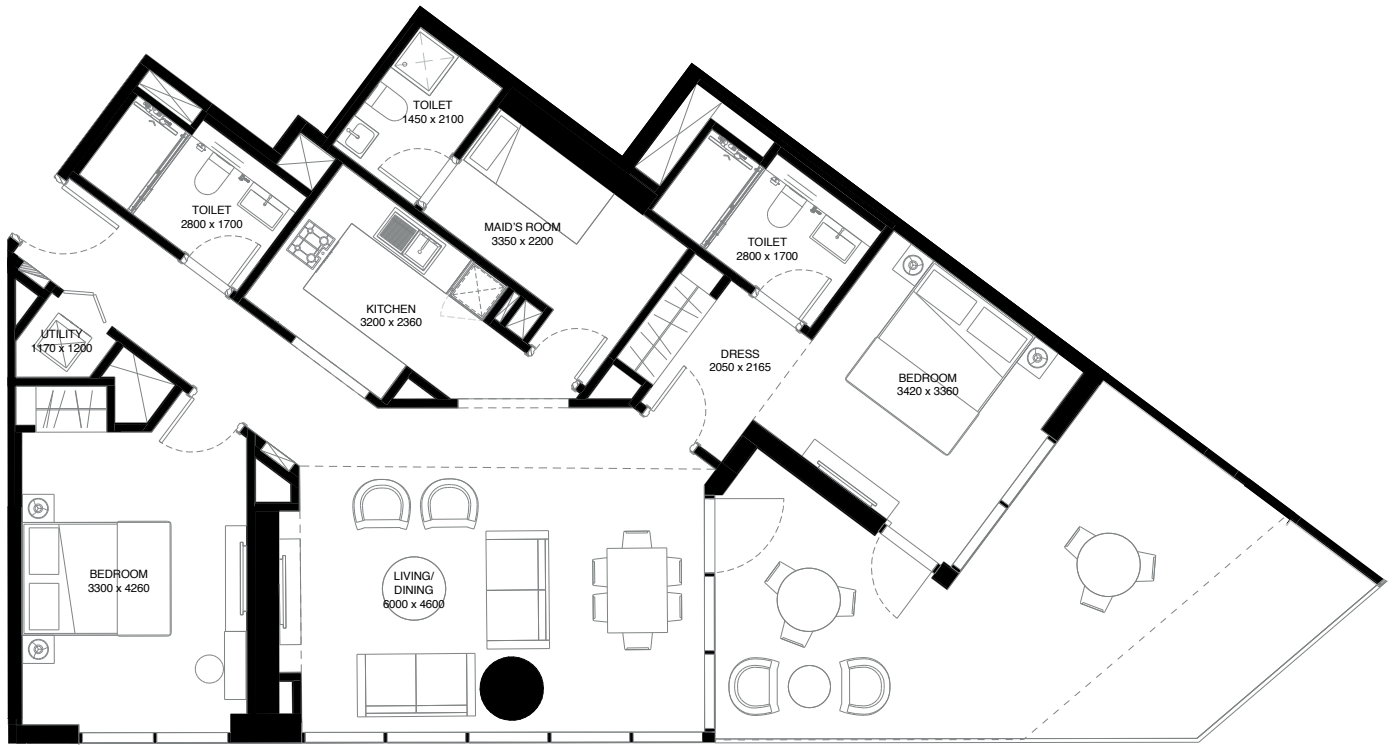 TOILET
1450 x 2100
TOILET
2800 x 1700
MAID'S ROOM
3350 x 2200
TOILET
2800 x 1700
KITCHEN
3200 x 2360
UTILITY
1170 x 1200
DRESS
2050 x 2165
BEDROOM
3420 x 3360
BEDROOM
3300 x 4260
LIVING/
DINING
6000 x 4600